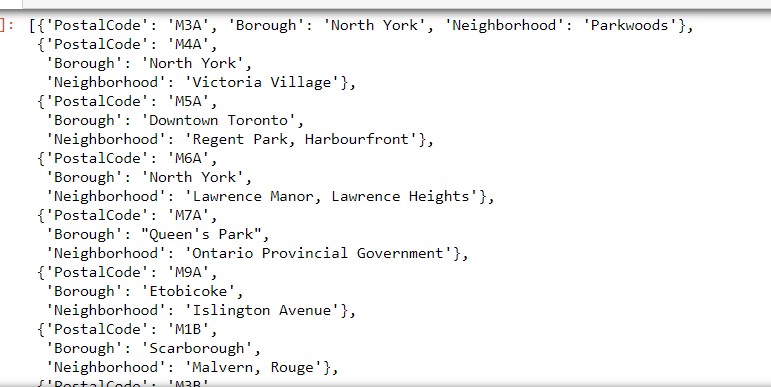 ]: [{'PostalCode': 'M3A', 'Borough': 'North York', 'Neighborhood': 'Parkwoods'},
{'PostalCode': 'M4A',
'Borough': 'North York',
'Neighborhood': 'Victoria Village'},
{'PostalCode': 'M5A',
'Borough': 'Downtown Toronto',
'Neighborhood': 'Regent Park, Harbourfront'},
{'PostalCode': 'M6A',
'Borough': 'North York',
'Neighborhood': 'Lawrence Manor, Lawrence Heights'},
{'PostalCode': 'M7A',
'Borough': "Queen's Park",
'Neighborhood': 'Ontario Provincial Government'},
{'PostalCode': 'M9A',
'Borough': 'Etobicoke',
'Neighborhood': 'Islington Avenue'},
{'PostalCode': 'M1B',
'Borough': 'Scarborough',
'Neighborhood': 'Malvern, Rouge'},
{'PostalCode': 'M3B'